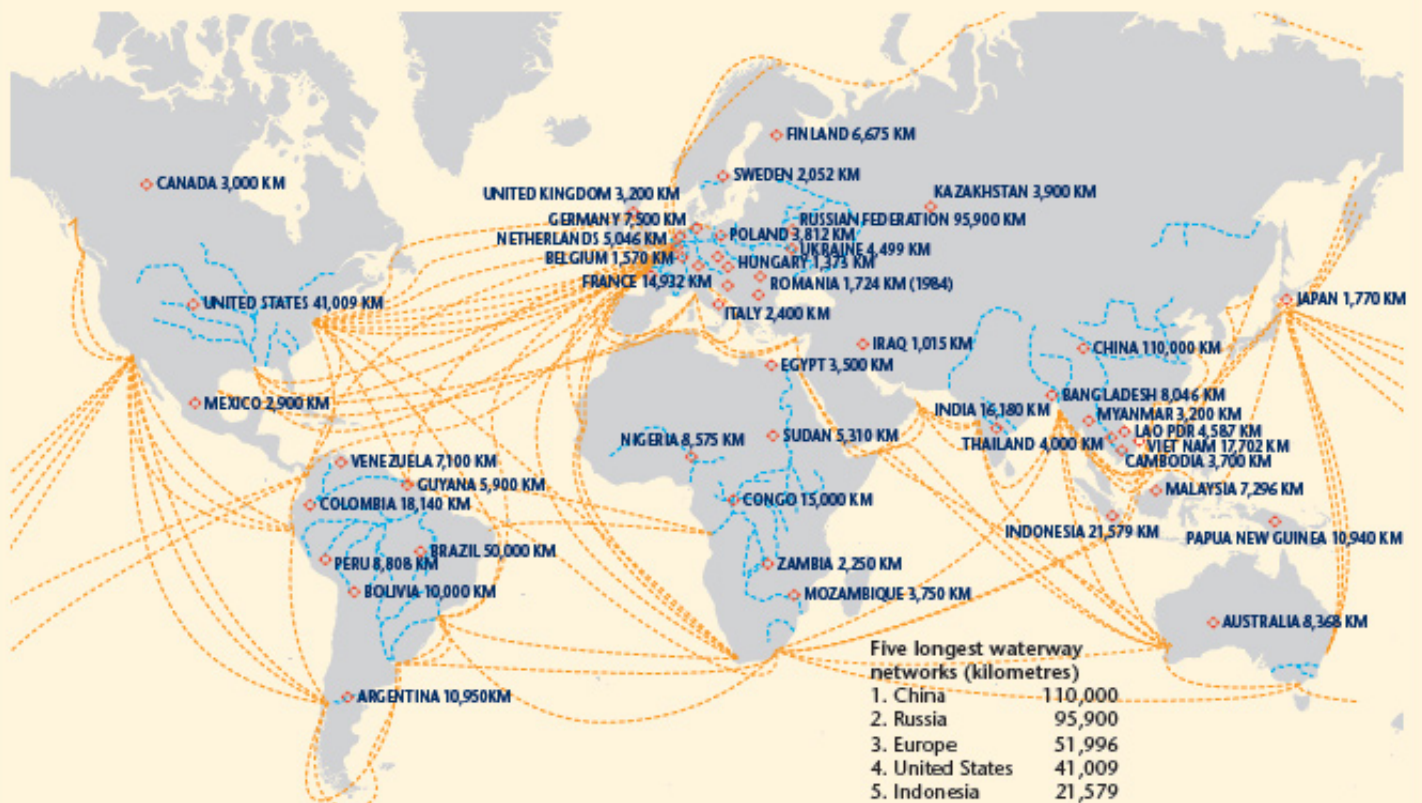 FINLAND 6,675 KM
SWEDEN 2,052 KM
CANADA 3,000 KM
UNITED KINGDOM 3,200 KM
KAZAKHSTAN 3,900 KM
GERMANY 7,500 KM
RUSSIAN FEDERATION 95,900 KM
NETHERLANDS 5,046 KM
POLAND 3,812 KM
UKRAINE 4,499 KM
BELGIUM 1,570 KM
HUNGARY 1,373 KM
FRANCE 14,932 KM
ROMANIA 1,724 KM (1984)
UNITED STATES 41,009 KM
ITALY 2,400 KM
JAPAN 1,770 KM
IRAQ 1,015 KM
CHINA 110,000 KM
EGYPT 3,500 KM
BANGLADESH 8,046 KM
MEXICO 2,900 KM
INDIA 16,180 KM
MYANMAR 3,200 KM
LAO PDR 4,587 KM
NIGERIA 8,575 KM
SUDAN 5,310 KM
THAILAND 4,000 KM
VIET NAM 17,702 KM
CAMBODIA 3,700 KM
VENEZUELA 7,100 KM
GUYANA 5,900 KM
MALAYSIA 7,296 KM
COLOMBIA 18,140 KM
CONGO 15,000 KM
INDONESIA 21,579 KM
PAPUA NEW GUINEA 10,940 KM
BRAZIL 50,000 KM
PERU 8,808 KM
ZAMBIA 2,250 KM
BOLIVIA 10,000 KM
MOZAMBIQUE 3,750 KM
AUSTRALIA 8,368 KM
ARGENTINA 10,950KM
Five longest waterway
networks (kilometres)
1. China 110,000
2. Russia 95,900
3. Europe 51,996
4. United States 41,009
5. Indonesia 21,579